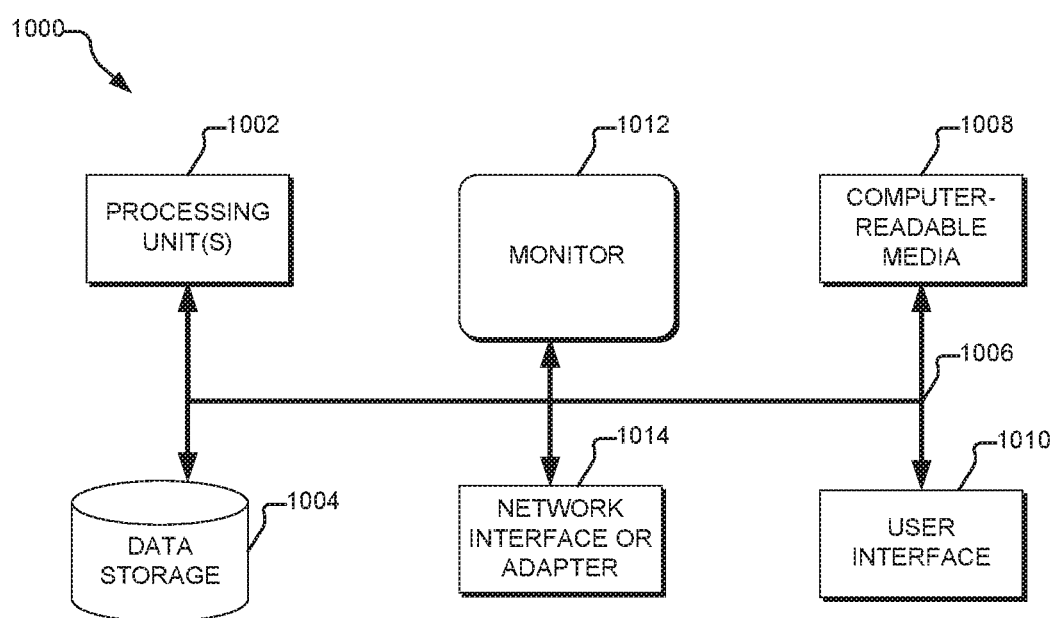 1000
1002
1012
1008
PROCESSING
UNIT(S)
MONITOR
COMPUTER-
READABLE
MEDIA
1006
1014
1010
1004
DATA
STORAGE
NETWORK
INTERFACE OR
ADAPTER
USER
INTERFACE